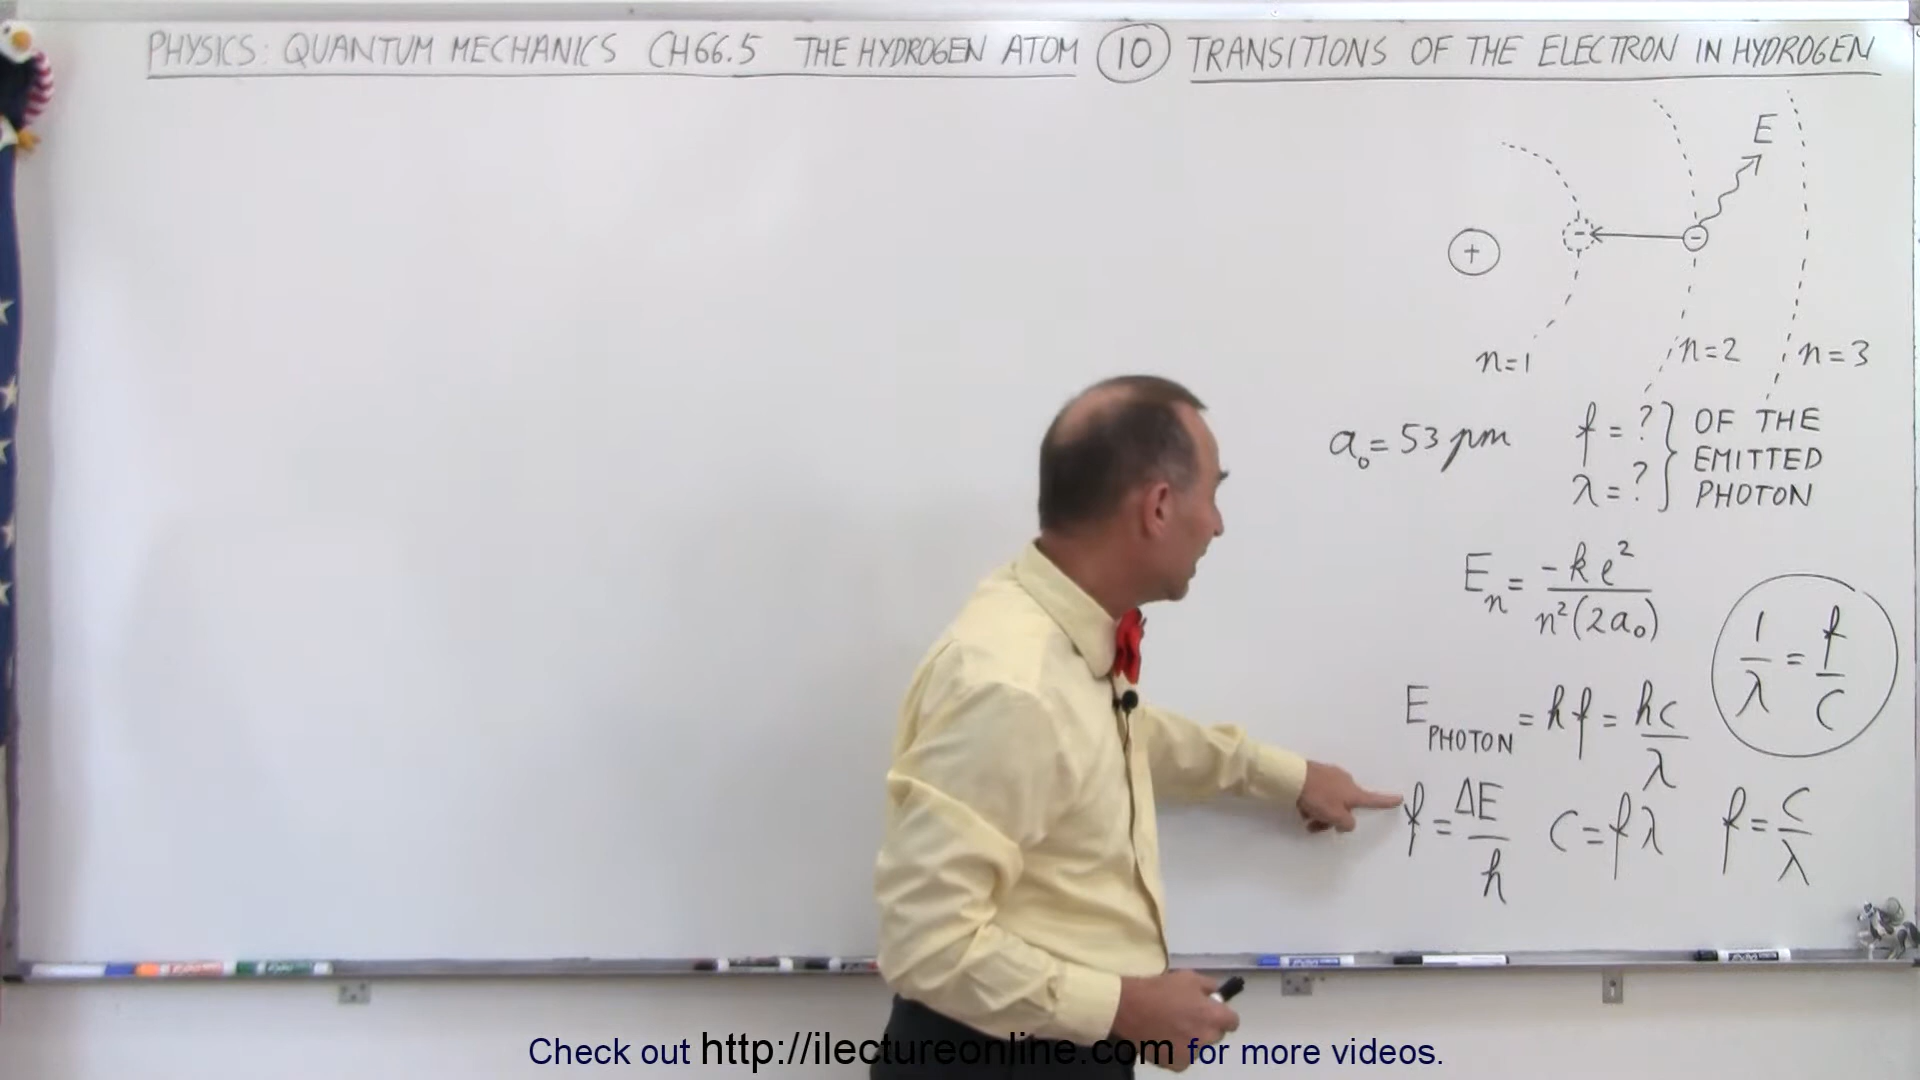 PHYSICS: QUANTUM MECHANICS CH66.5 THE HYDROGEN ATOM 10 TRANSITIONS OF THE ELECTRON IN HYDROGEN
E
+
-
-
n=1
n=2
n=3
a₀ = 53 pm
f = ? } OF THE
λ = ? EMITTED
PHOTON
Eₙ = -ke²/n²(2a₀)
1/λ = f/c
E PHOTON = hf = hc/λ
f = ΔE/h C = fλ f = C/λ
Check out http://ilectureonline.com for more videos.